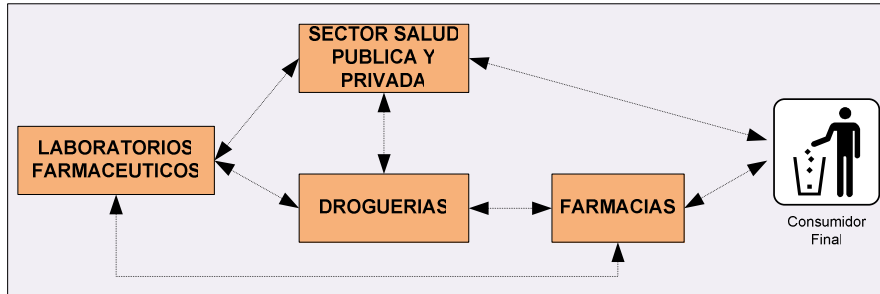 SECTOR SALUD
PUBLICA Y
PRIVADA
LABORATORIOS
FARMACEUTICOS
DROGUERIAS
FARMACIAS
Consumidor
Final